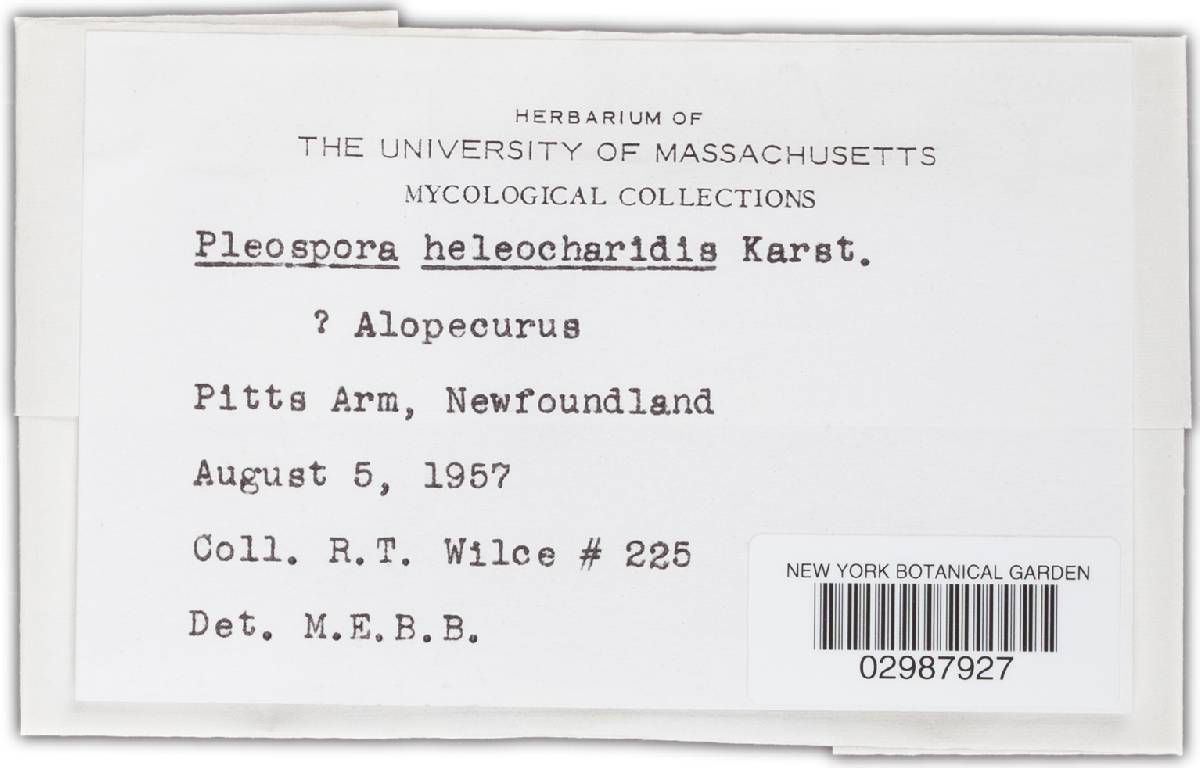 HERBARIUM OF
THE UNIVERSITY OF MASSACHUSETTS
MYCOLOGICAL COLLECTIONS
Pleospora heleocharidis Karst.
? Alopecurus
Pitts Arm, Newfoundland
August 5, 1957
Coll. R.T. Wilce # 225
Det. M.E.B.B.
NEW YORK BOTANICAL GARDEN
02987927